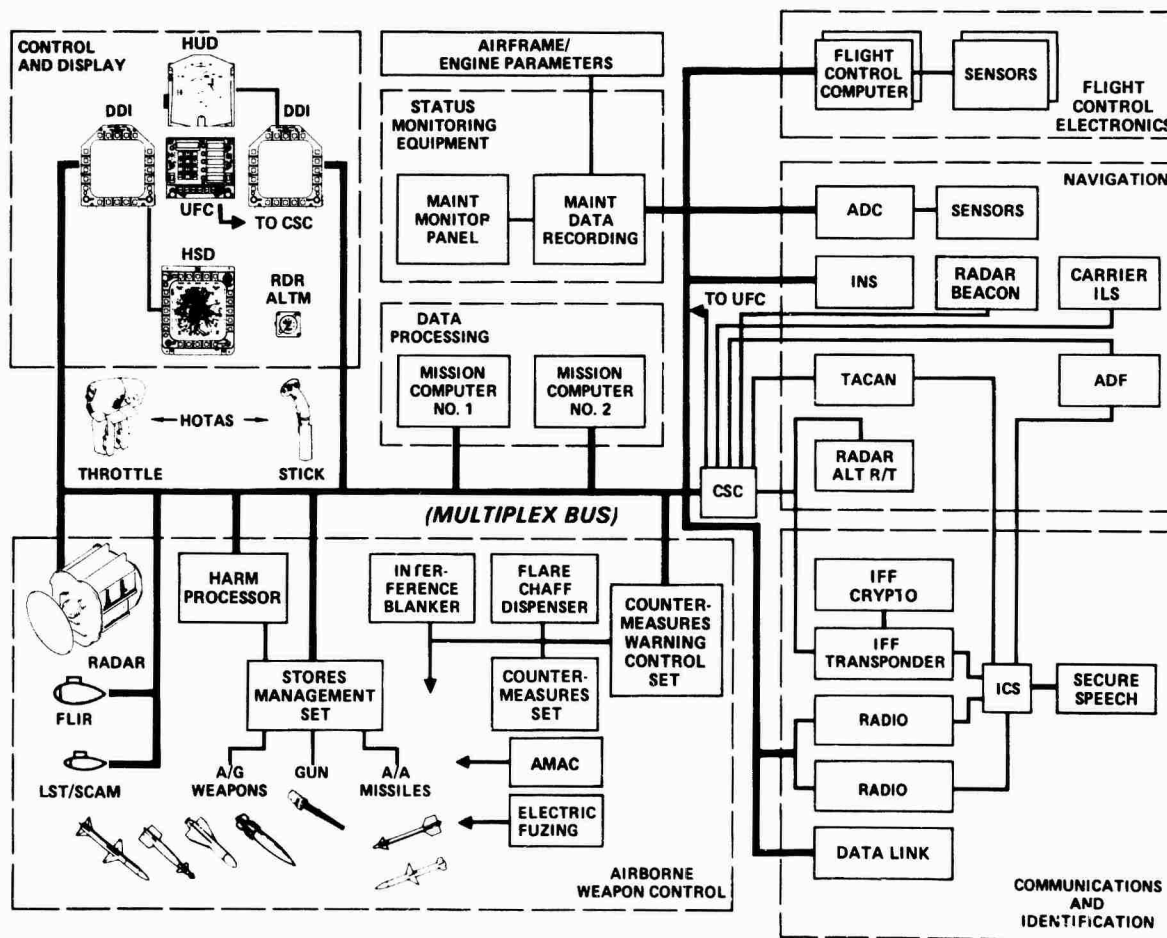 CONTROL
AND DISPLAY
HUD
DDI
DDI
UFC
TO CSC
HSD
RDR
ALTM
THROTTLE
HOTAS
STICK
AIRFRAME/
ENGINE PARAMETERS
STATUS
MONITORING
EQUIPMENT
MAINT
MONITOP
PANEL
MAINT
DATA
RECORDING
DATA
PROCESSING
MISSION
COMPUTER
NO. 1
MISSION
COMPUTER
NO. 2
FLIGHT
CONTROL
COMPUTER
SENSORS
FLIGHT
CONTROL
ELECTRONICS
NAVIGATION
ADC
SENSORS
INS
RADAR
BEACON
CARRIER
ILS
TO UFC
TACAN
ADF
RADAR
ALT R/T
CSC
(MULTIPLEX BUS)
RADAR
FLIR
LST/SCAM
HARM
PROCESSOR
STORES
MANAGEMENT
SET
A/G
WEAPONS
GUN
A/A
MISSILES
INTER-
FERENCE
BLANKER
FLARE
CHAFF
DISPENSER
COUNTER-
MEASURES
SET
COUNTER-
MEASURES
WARNING
CONTROL
SET
AMAC
ELECTRIC
FUZING
AIRBORNE
WEAPON CONTROL
IFF
CRYPTO
IFF
TRANSPONDER
ICS
SECURE
SPEECH
RADIO
RADIO
DATA LINK
COMMUNICATIONS
AND
IDENTIFICATION